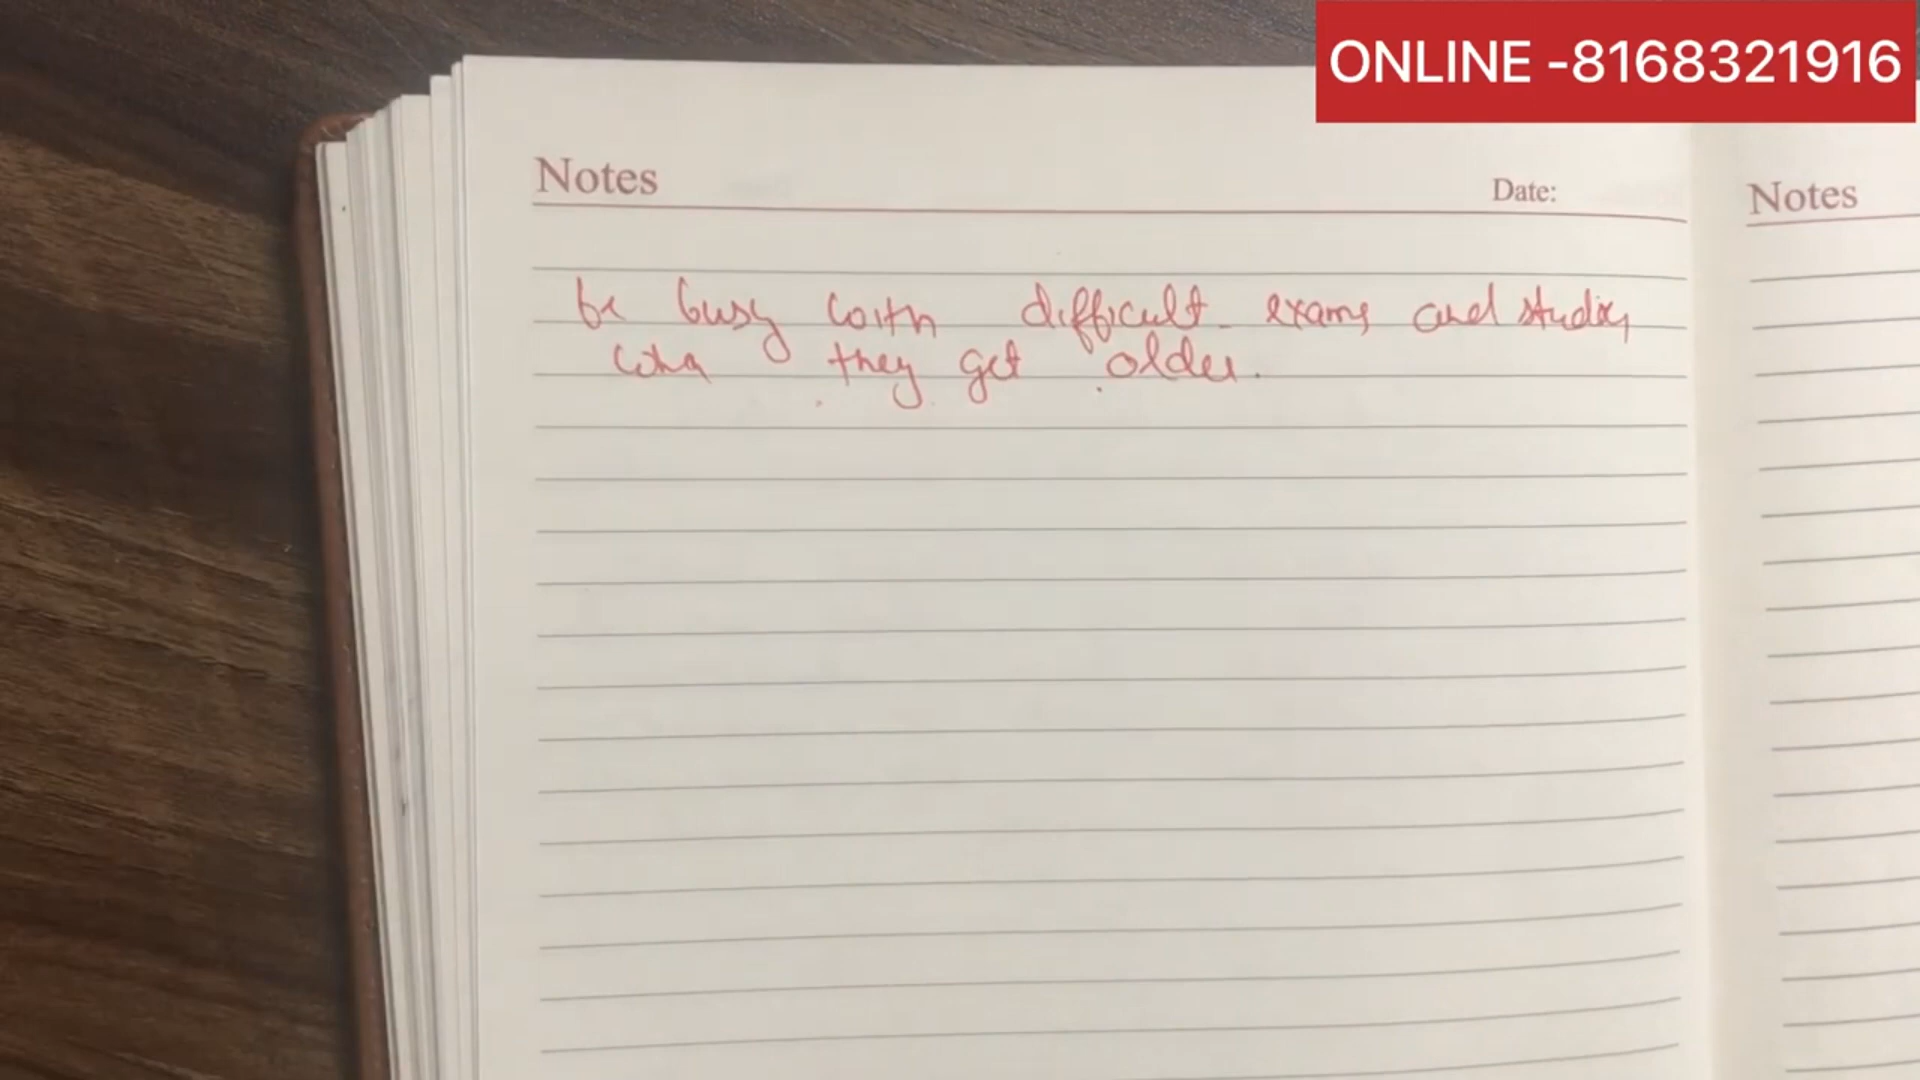 ONLINE -8168321916
Notes
Date:
Notes
be busy with difficult exams and studies
when they get older.